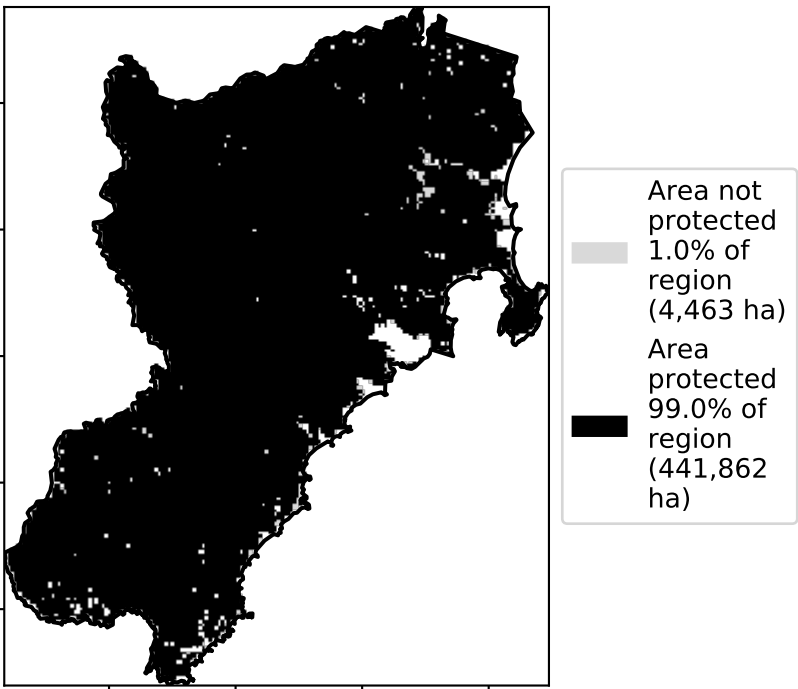 Area not
protected
1.0% of
region
(4,463 ha)
Area
protected
99.0% of
region
(441,862
ha)